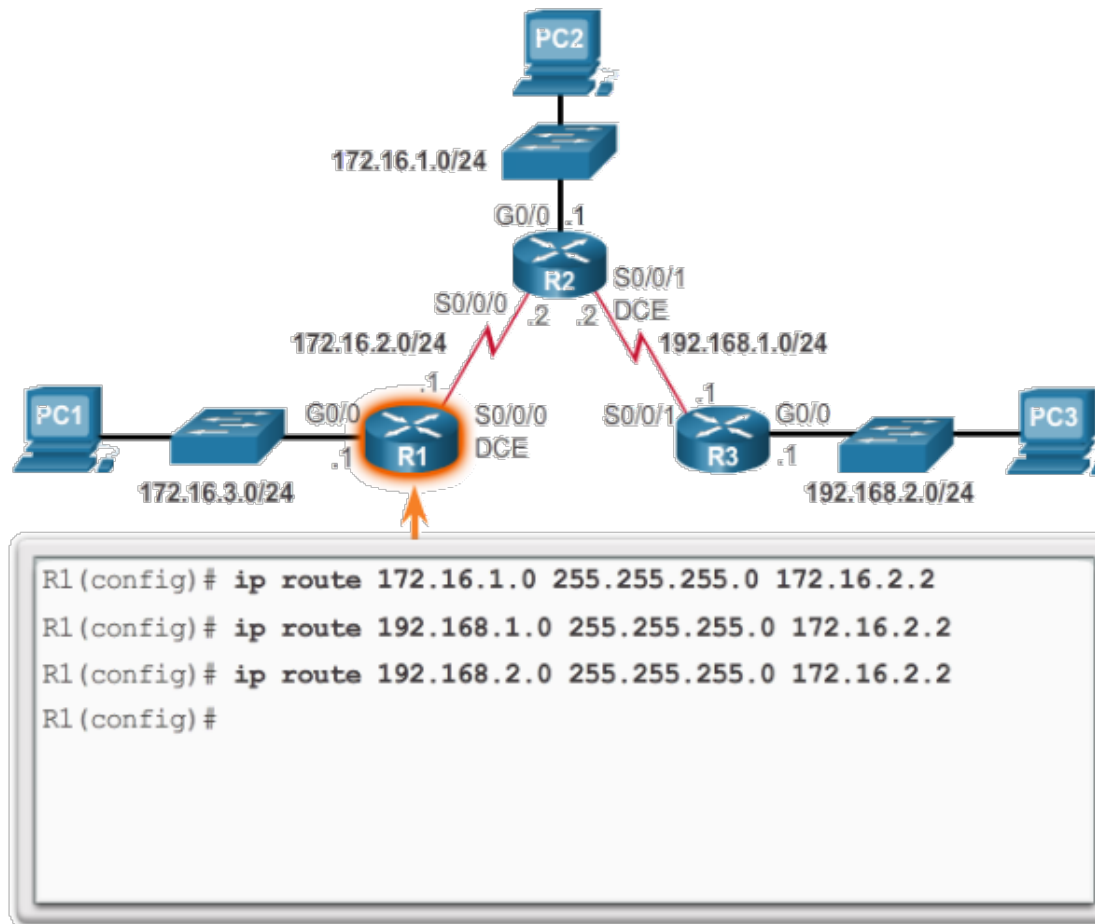 PC2
172.16.1.0/24
G0/0 .1
R2
S0/0/1
DCE
S0/0/0
.2 .2
172.16.2.0/24
192.168.1.0/24
.1
.1
PC1
G0/0
S0/0/0
DCE
R1
.1
172.16.3.0/24
S0/0/1
G0/0
R3
.1
PC3
192.168.2.0/24
R1(config)# ip route 172.16.1.0 255.255.255.0 172.16.2.2
R1(config)# ip route 192.168.1.0 255.255.255.0 172.16.2.2
R1(config)# ip route 192.168.2.0 255.255.255.0 172.16.2.2
R1(config)#